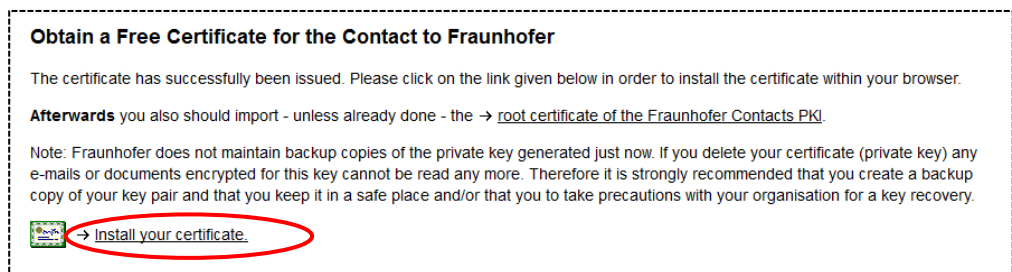 Obtain a Free Certificate for the Contact to Fraunhofer
The certificate has successfully been issued. Please click on the link given below in order to install the certificate within your browser.
Afterwards you also should import - unless already done - the → root certificate of the Fraunhofer Contacts PKI.
Note: Fraunhofer does not maintain backup copies of the private key generated just now. If you delete your certificate (private key) any
e-mails or documents encrypted for this key cannot be read any more. Therefore it is strongly recommended that you create a backup
copy of your key pair and that you keep it in a safe place and/or that you to take precautions with your organisation for a key recovery.
→ Install your certificate.